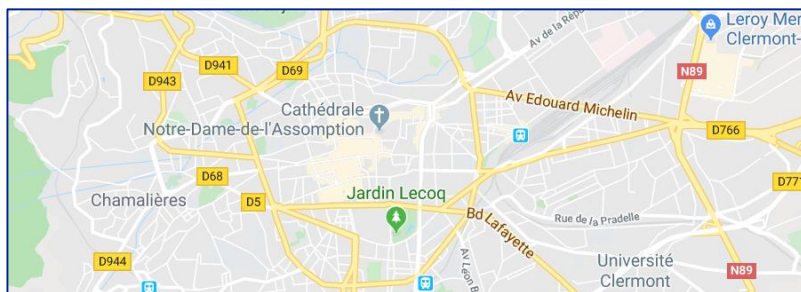 Leroy Mer
Clermont-
Av de la Répu
D941
D69
D943
N89
Av Edouard Michelin
Cathédrale
Notre-Dame-de-l'Assomption
D766
D68
D771
Chamalières
D5
Jardin Lecoq
Bd Lafayette
Rue de la Pradelle
Av Léon B
Université
Clermont
D944
N89